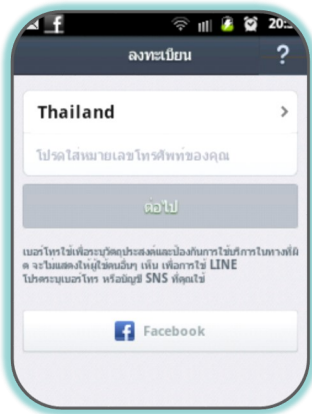 20:
ลงทะเบียน
?
Thailand
โปรดใส่หมายเลขโทรศัพท์ของคุณ
ต่อไป
เบอร์โทรใช้เพื่อระบุวัตถุประสงค์และป้องกันการใช้บริการในทางที่ผิ
ด จะไม่แสดงให้ผู้ใช้คนอื่นๆ เห็น เพื่อการใช้ LINE
โปรดระบุเบอร์โทร หรือบัญชี SNS ที่คุณใช้
Facebook